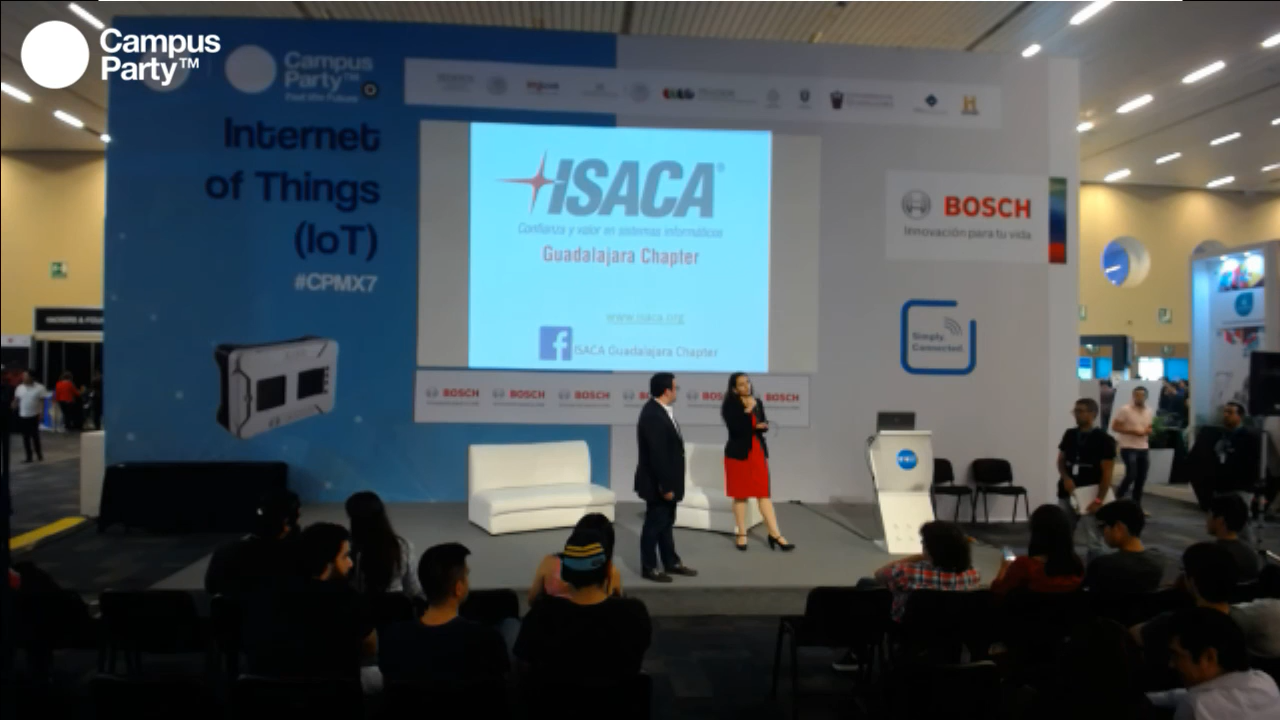 Campus
Party™
Campus
Party™
Internet
of Things
(IoT)
#CPMX7
ISACA®
Confianza y valor en sistemas informáticos
Guadalajara Chapter
www.isaca.org
f ISACA Guadalajara Chapter
BOSCH
Innovación para tu vida
Simply.
Connected.
BOSCH BOSCH BOSCH BOSCH BOSCH